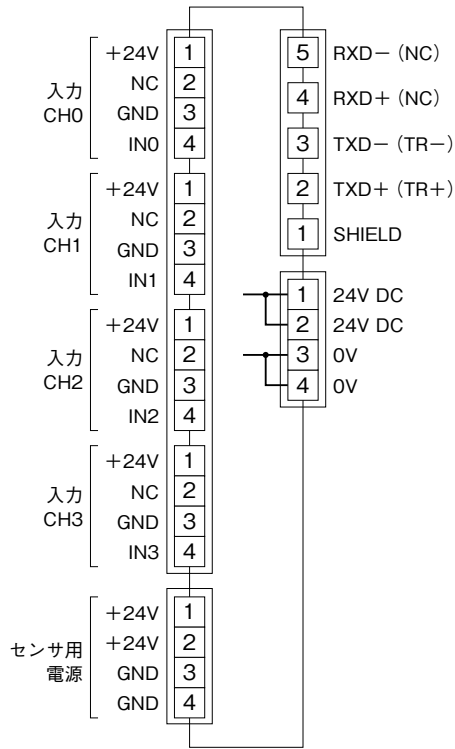 入力
CH0
+24V 1
NC 2
GND 3
IN0 4
入力
CH1
+24V 1
NC 2
GND 3
IN1 4
入力
CH2
+24V 1
NC 2
GND 3
IN2 4
入力
CH3
+24V 1
NC 2
GND 3
IN3 4
センサ用
電源
+24V 1
+24V 2
GND 3
GND 4
5 RXD−(NC)
4 RXD+(NC)
3 TXD−(TR−)
2 TXD+(TR+)
1 SHIELD
1 24V DC
2 24V DC
3 0V
4 0V